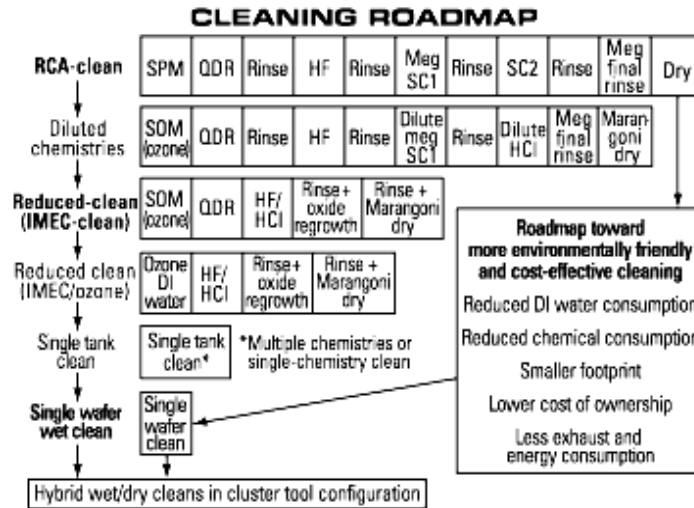 CLEANING ROADMAP
RCA-clean
SPM
QDR
Rinse
HF
Rinse
Meg
SC1
Rinse
SC2
Rinse
Meg
final
rinse
Dry
Diluted
chemistries
SOM
(ozone)
QDR
Rinse
HF
Rinse
Dilute
meg
SC1
Rinse
Dilute
HCl
Meg
final
rinse
Maran-
goni
dry
Reduced-clean
(IMEC-clean)
SOM
(ozone)
QDR
HF/
HCl
Rinse+
oxide
regrowth
Rinse +
Marangoni
dry
Reduced clean
(IMEC/ozone)
Ozone
DI
water
HF/
HCl
Rinse+
oxide
regrowth
Rinse +
Marangoni
dry
Single tank
clean
Single tank
clean*
*Multiple chemistries or
single-chemistry clean
Single wafer
wet clean
Single
wafer
clean
Hybrid wet/dry cleans in cluster tool configuration
Roadmap toward
more environmentally friendly
and cost-effective cleaning
Reduced DI water consumption
Reduced chemical consumption
Smaller footprint
Lower cost of ownership
Less exhaust and
energy consumption